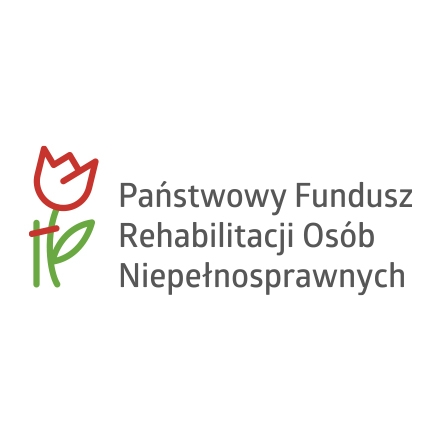 Państwowy Fundusz
Rehabilitacji Osób
Niepełnosprawnych